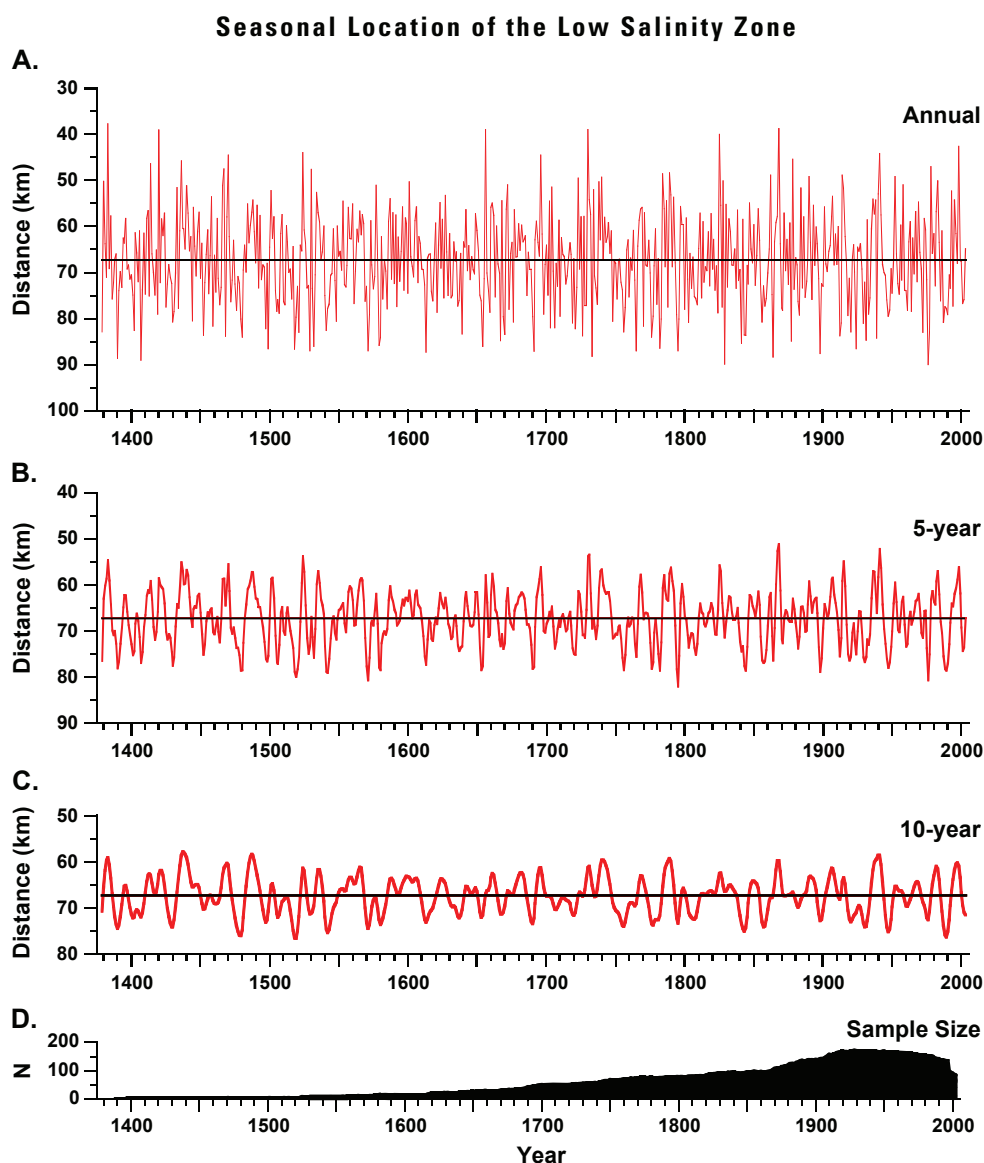 Seasonal Location of the Low Salinity Zone
A.
Annual
Distance (km)
30
40
50
60
70
80
90
100
1400 1500 1600 1700 1800 1900 2000
B.
5-year
Distance (km)
40
50
60
70
80
90
1400 1500 1600 1700 1800 1900 2000
C.
10-year
Distance (km)
50
60
70
80
1400 1500 1600 1700 1800 1900 2000
D.
Sample Size
N
200
100
0
1400 1500 1600 1700 1800 1900 2000
Year